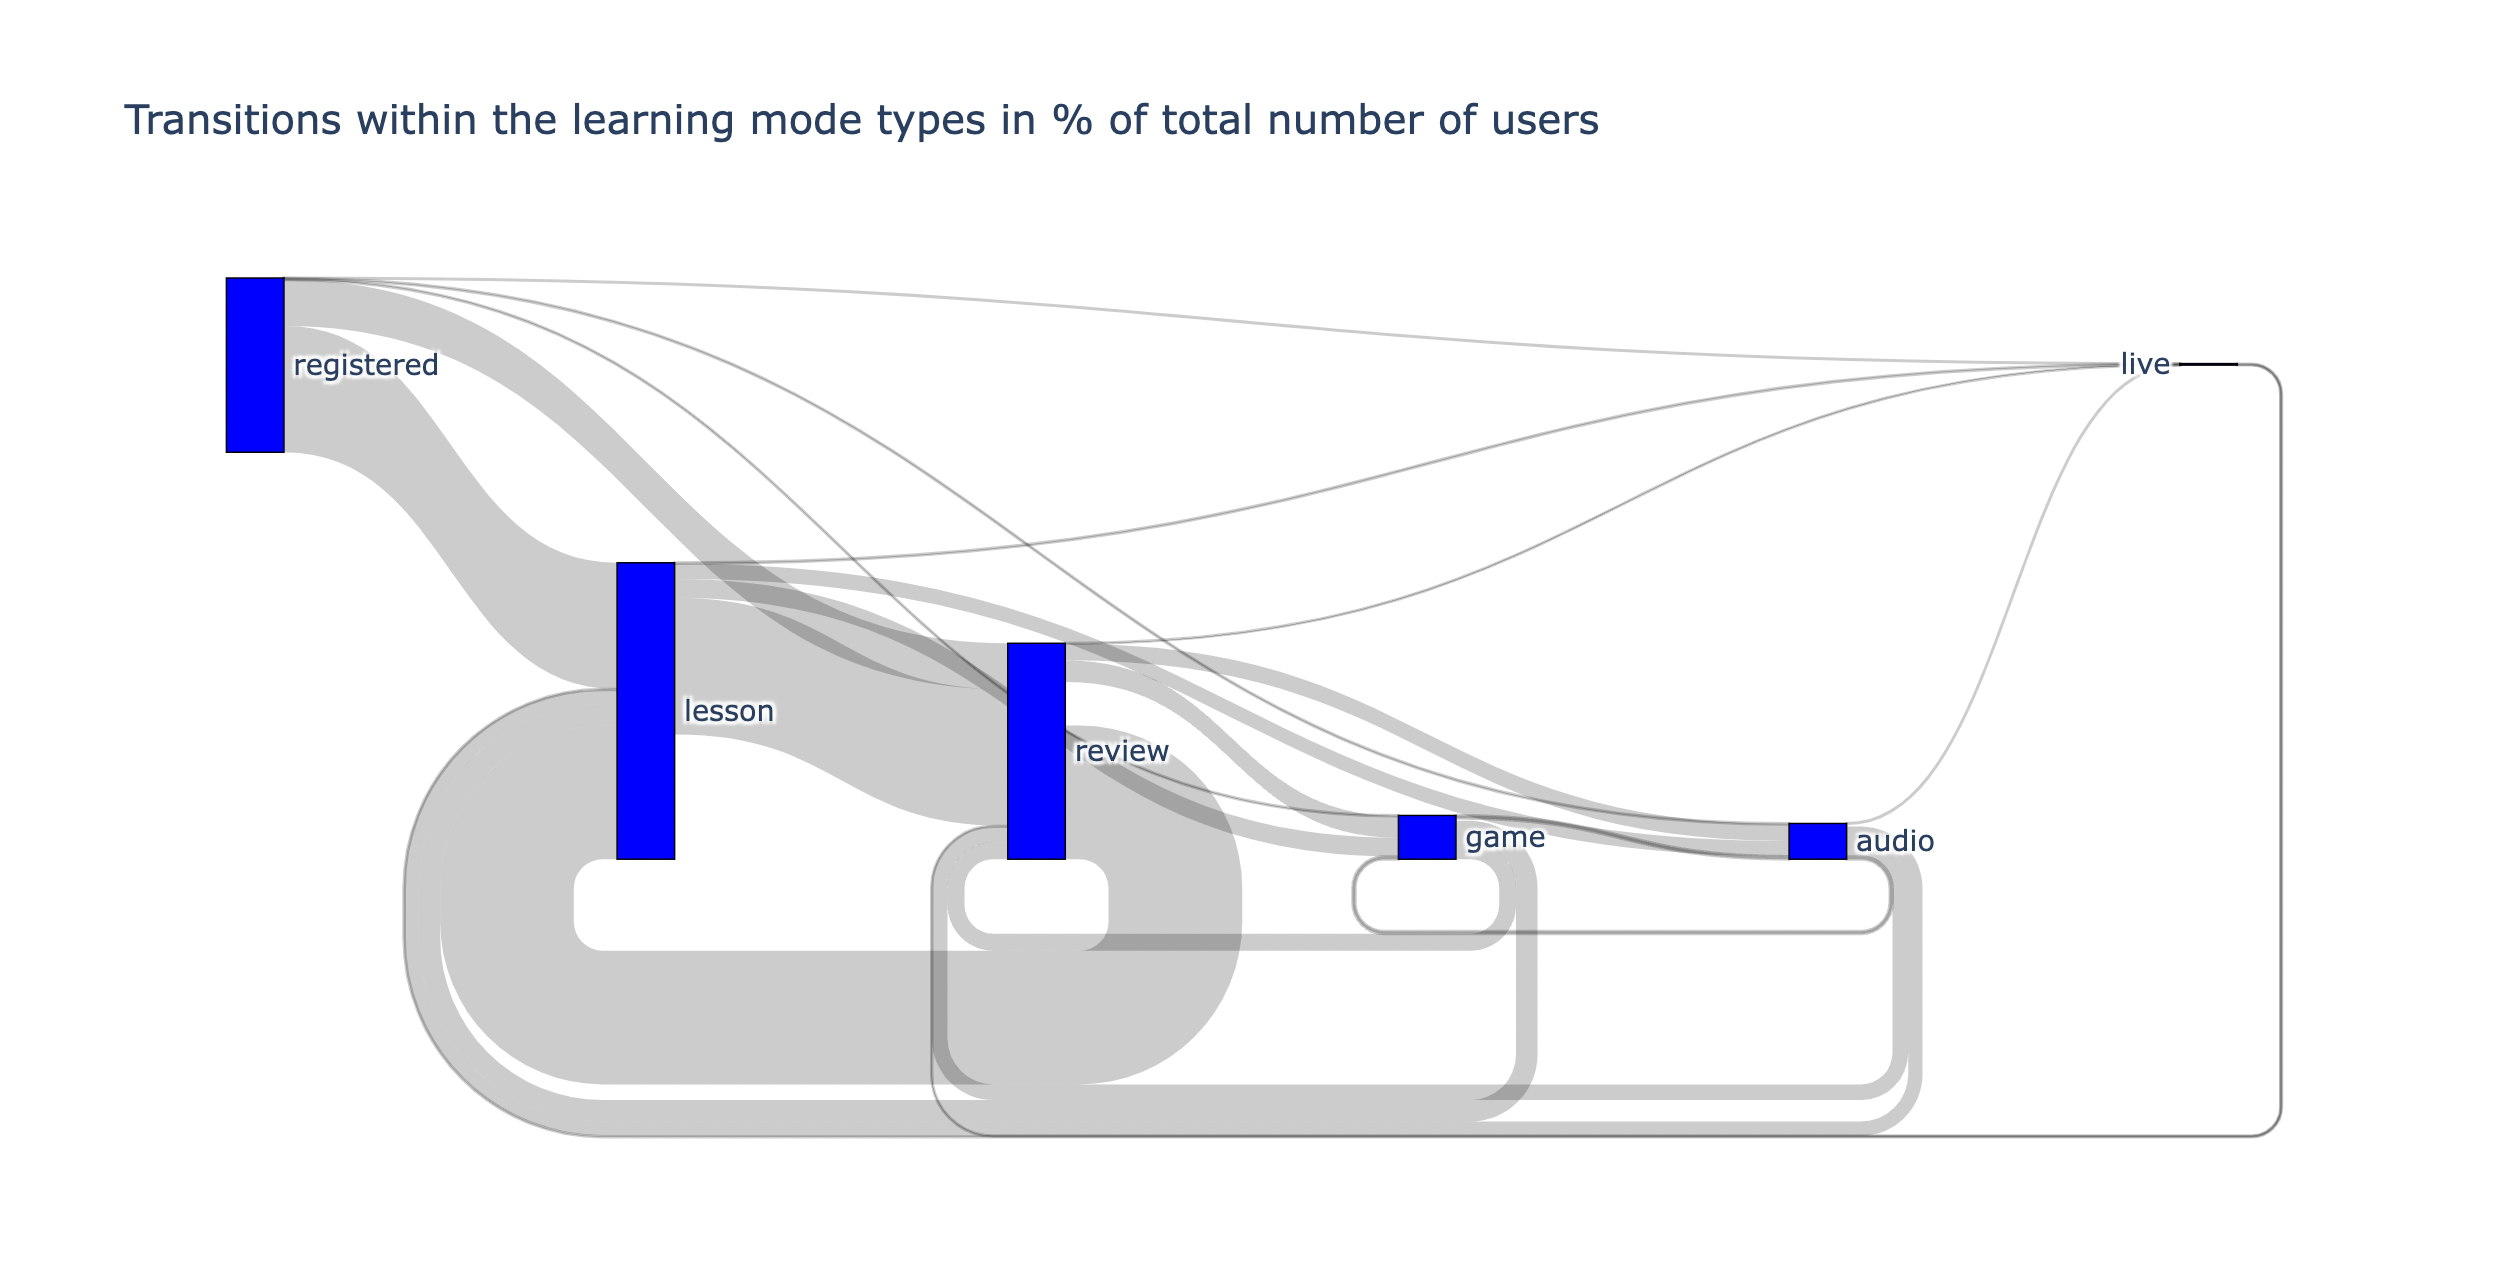 Transitions within the learning mode types in % of total number of users
registered
live
lesson
review
game
audio